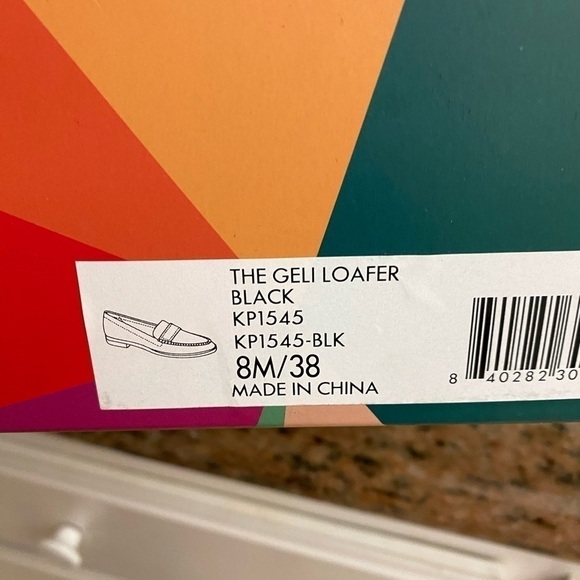 THE GELI LOAFER
BLACK
KP1545
KP1545-BLK
8M/38
MADE IN CHINA
8 40282 30